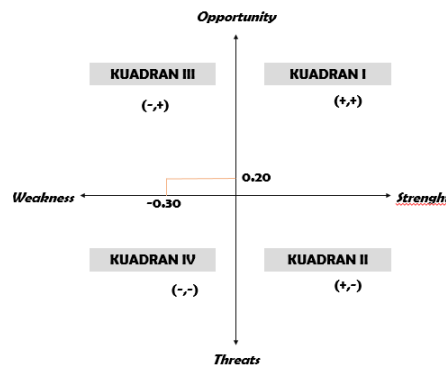 Opportunity
KUADRAN III
KUADRAN I
(-,+)
(+,+)
0.20
Weakness
-0.30
Strenght
KUADRAN IV
KUADRAN II
(-,-)
(+,-)
Threats